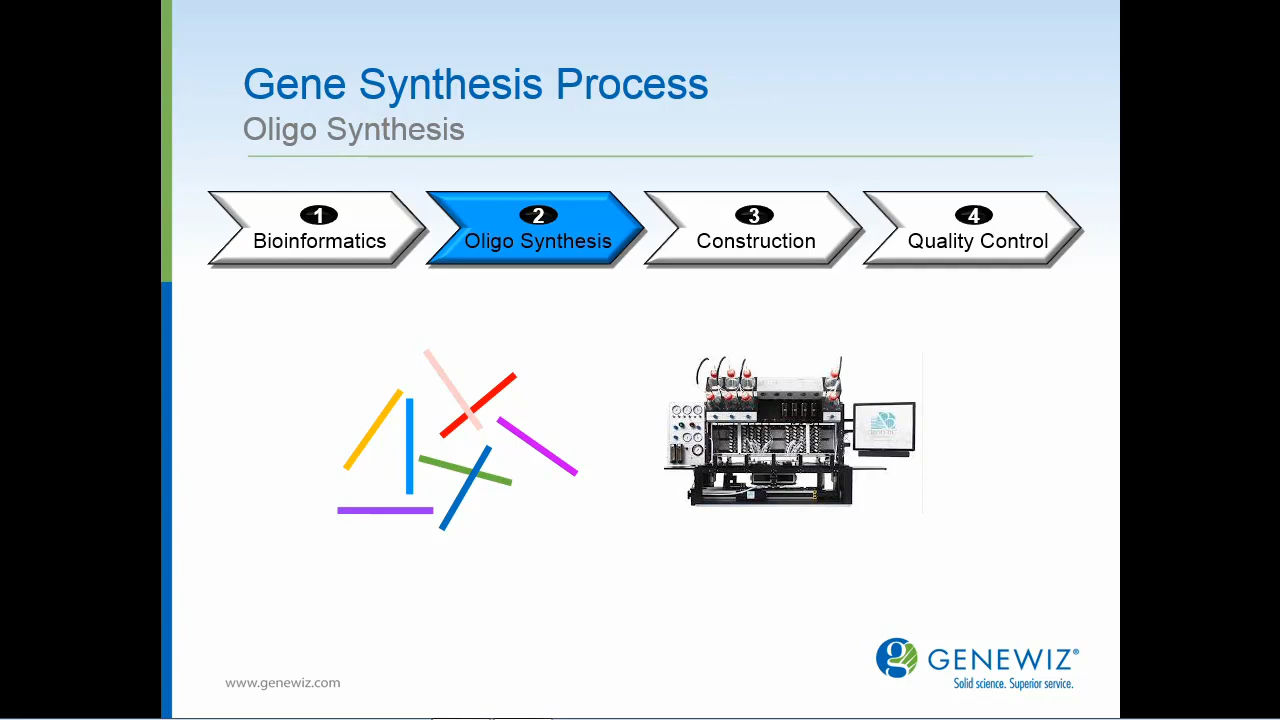 Gene Synthesis Process
Oligo Synthesis
1
Bioinformatics
2
Oligo Synthesis
3
Construction
4
Quality Control
www.genewiz.com
GENEWIZ®
Solid science. Superior service.